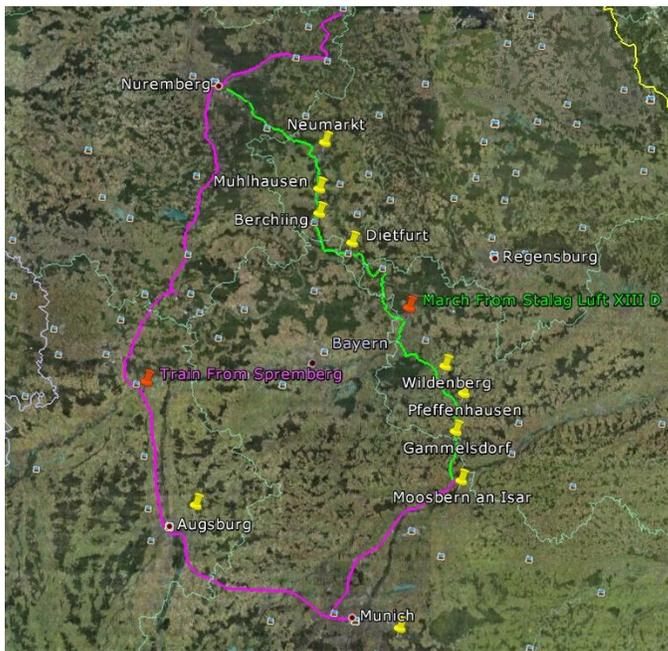 Nuremberg
Neumarkt
Muhlhausen
Berchiing
Dietfurt
Regensburg
March From Stalag Luft XIII D
Bayern
Train From Spremberg
Wildenberg
Pfeffenhausen
Gammelsdorf
Moosbern an Isar
Augsburg
Munich